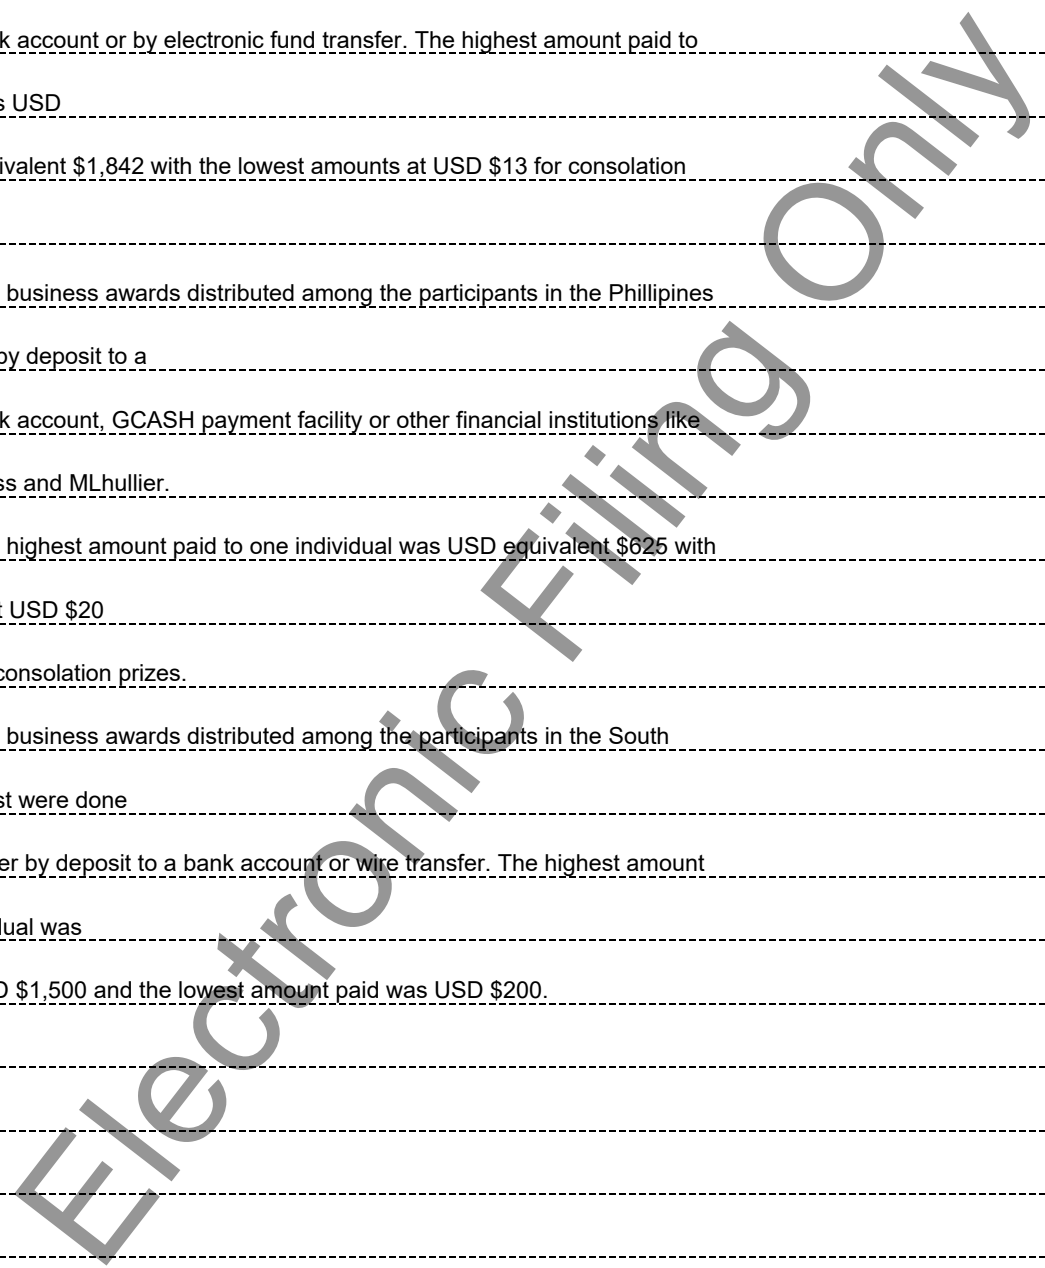 account or by electronic fund transfer. The highest amount paid to
USD
$1,842 with the lowest amounts at USD $13 for consolation
business awards distributed among the participants in the Phillipines
by deposit to a
account, GCASH payment facility or other financial institutions like
and MLhullier.
highest amount paid to one individual was USD equivalent $625 with
USD $20
consolation prizes.
business awards distributed among the participants in the South
were done
by deposit to a bank account or wire transfer. The highest amount
was
$1,500 and the lowest amount paid was USD $200.
Electronic Filing Only